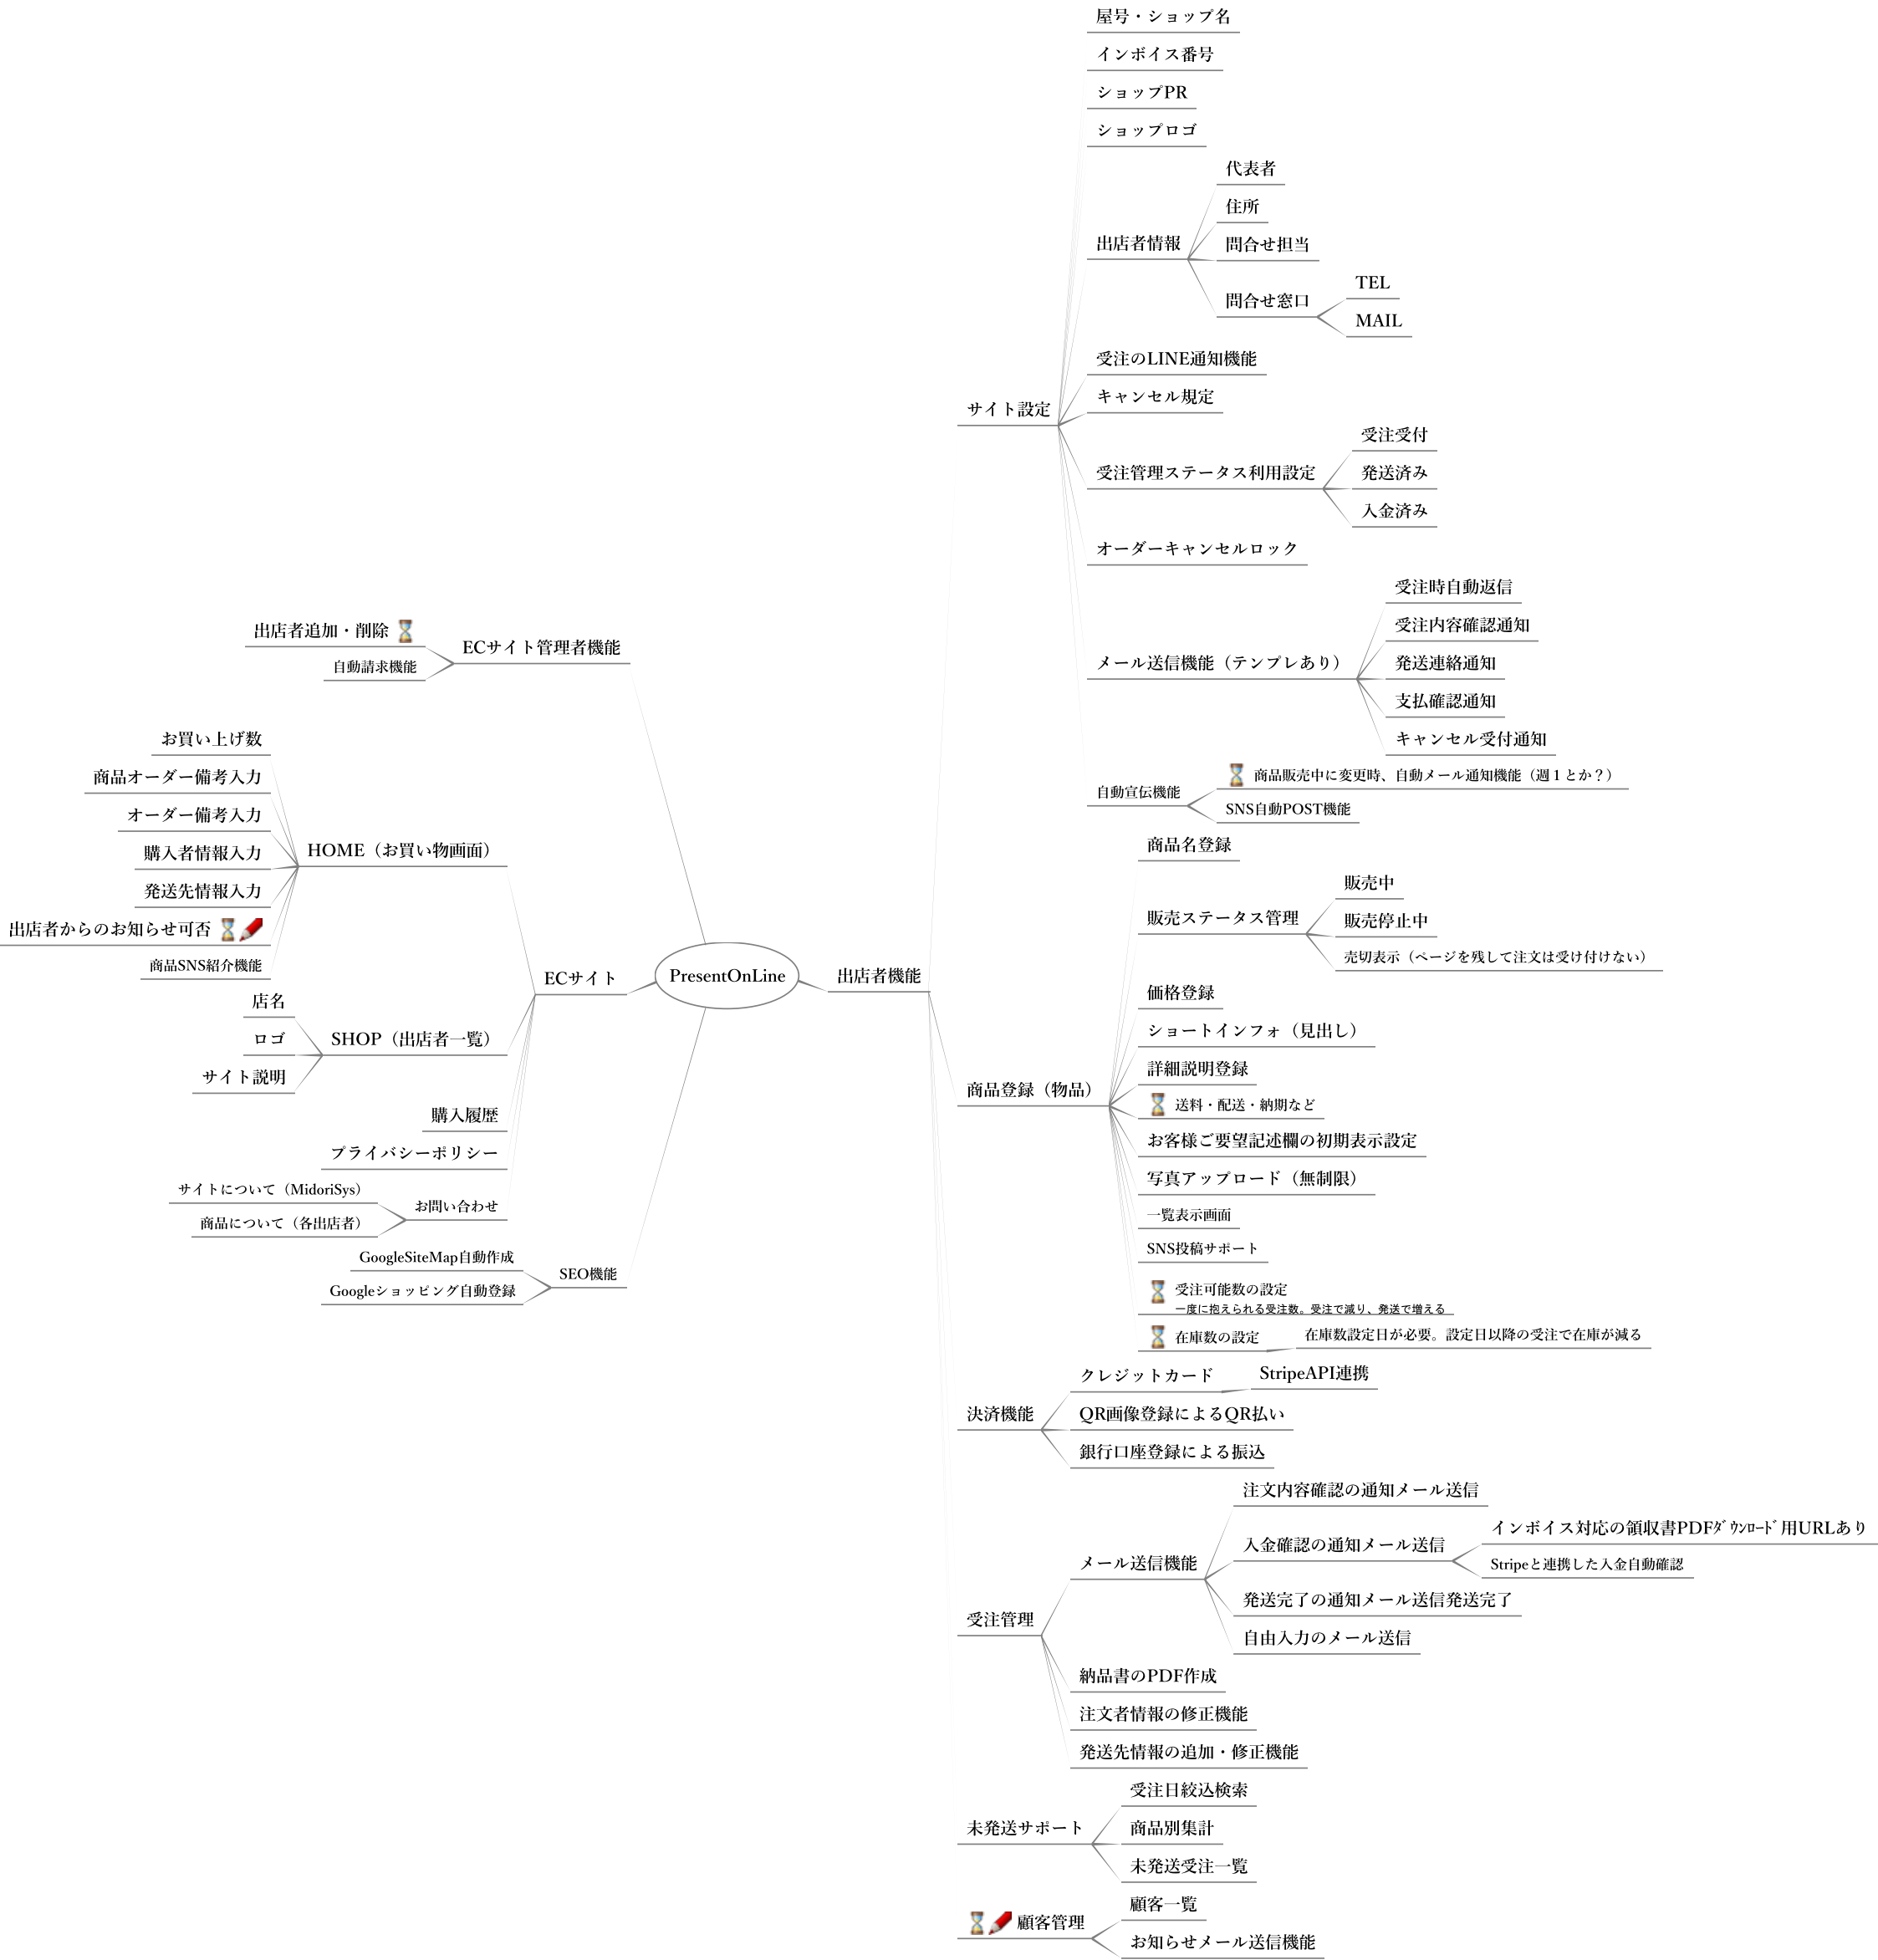 PresentOnLine
出店者機能
サイト設定
屋号・ショップ名
インボイス番号
ショップPR
ショップロゴ
出店者情報
代表者
住所
問合せ担当
問合せ窓口
TEL
MAIL
受注のLINE通知機能
キャンセル規定
受注管理ステータス利用設定
受注受付
発送済み
入金済み
オーダーキャンセルロック
メール送信機能（テンプレあり）
受注時自動返信
受注内容確認通知
発送連絡通知
支払確認通知
キャンセル受付通知
自動宣伝機能
商品販売中に変更時、自動メール通知機能（週１とか？）
SNS自動POST機能
商品登録（物品）
商品名登録
販売ステータス管理
販売中
販売停止中
売切表示（ページを残して注文は受け付けない）
価格登録
ショートインフォ（見出し）
詳細説明登録
送料・配送・納期など
お客様ご要望記述欄の初期表示設定
写真アップロード（無制限）
一覧表示画面
SNS投稿サポート
受注可能数の設定
一度に抱えられる受注数。受注で減り、発送で増える
在庫数の設定
在庫数設定日が必要。設定日以降の受注で在庫が減る
決済機能
クレジットカード
StripeAPI連携
QR画像登録によるQR払い
銀行口座登録による振込
受注管理
メール送信機能
注文内容確認の通知メール送信
入金確認の通知メール送信
インボイス対応の領収書PDFﾀﾞｳﾝﾛｰﾄﾞ用URLあり
Stripeと連携した入金自動確認
発送完了の通知メール送信発送完了
自由入力のメール送信
納品書のPDF作成
注文者情報の修正機能
発送先情報の追加・修正機能
未発送サポート
受注日絞込検索
商品別集計
未発送受注一覧
顧客管理
顧客一覧
お知らせメール送信機能
ECサイト管理者機能
出店者追加・削除
自動請求機能
ECサイト
HOME（お買い物画面）
お買い上げ数
商品オーダー備考入力
オーダー備考入力
購入者情報入力
発送先情報入力
出店者からのお知らせ可否
商品SNS紹介機能
SHOP（出店者一覧）
店名
ロゴ
サイト説明
購入履歴
プライバシーポリシー
お問い合わせ
サイトについて（MidoriSys）
商品について（各出店者）
SEO機能
GoogleSiteMap自動作成
Googleショッピング自動登録